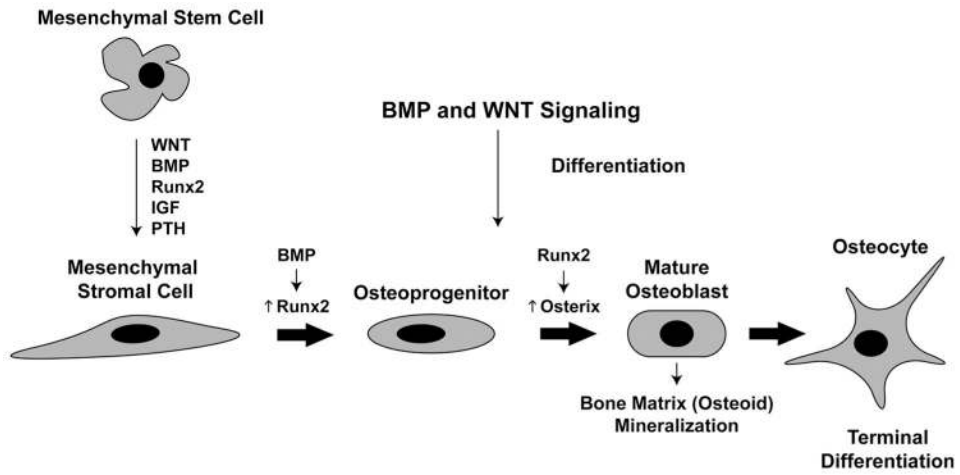 Mesenchymal Stem Cell
WNT
BMP
Runx2
IGF
PTH
BMP and WNT Signaling
Differentiation
Mesenchymal
Stromal Cell
BMP
↑Runx2
Osteoprogenitor
Runx2
↑Osterix
Mature
Osteoblast
Bone Matrix (Osteoid)
Mineralization
Osteocyte
Terminal
Differentiation